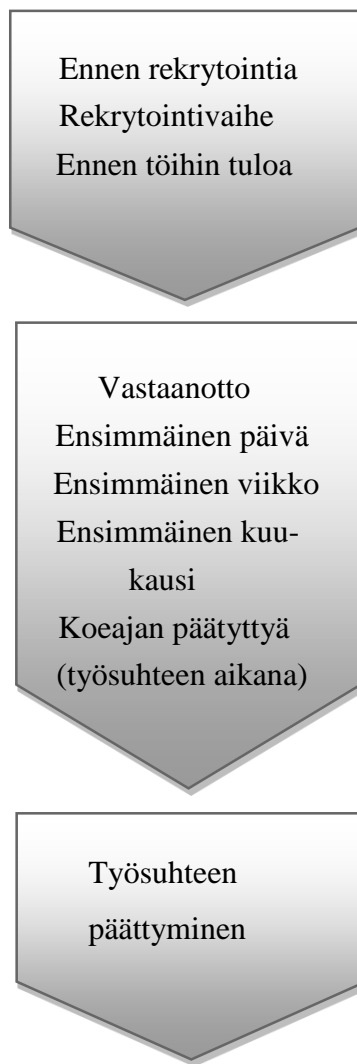 Ennen rekrytointia
Rekrytointivaihe
Ennen töihin tuloa
Vastaanotto
Ensimmäinen päivä
Ensimmäinen viikko
Ensimmäinen kuu-
kausi
Koeajan päätyttyä
(työsuhteen aikana)
Työsuhteen
päättyminen